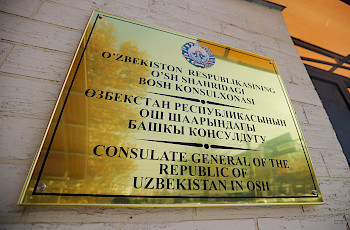 O'ZBEKISTON RESPUBLIKASINING
O'SH SHAHRIDAGI
BOSH KONSULXONASI
ӨЗБЕКСТАН РЕСПУБЛИКАСЫНЫН
ОШ ШААРЫНДАГЫ
БАШКЫ КОНСУЛДУГУ
CONSULATE GENERAL OF THE
REPUBLIC OF
UZBEKISTAN IN OSH